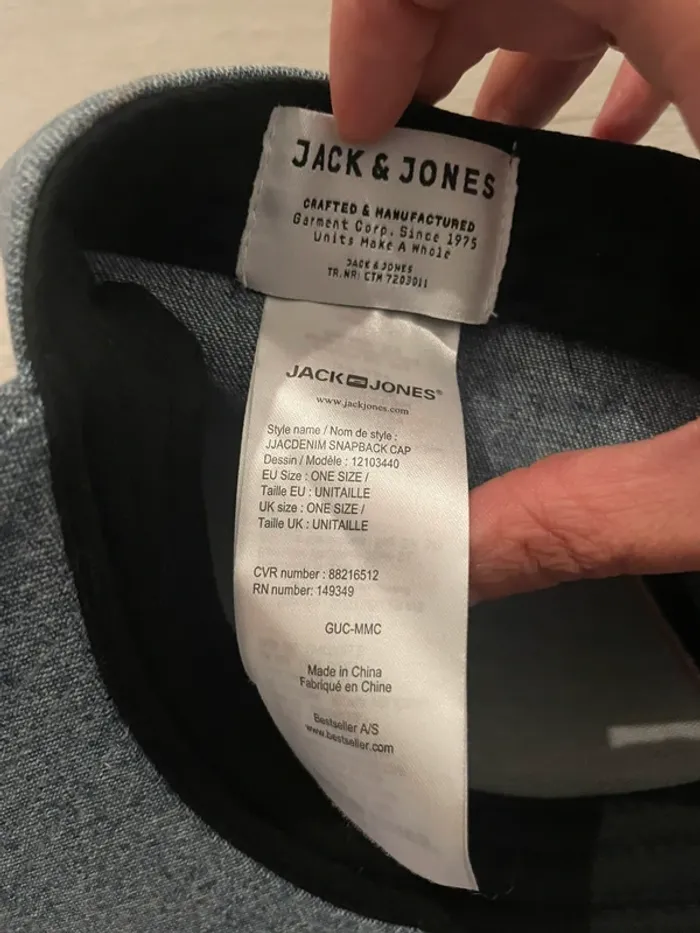 JACK & JONES
CRAFTED & MANUFACTURED
Garment Corp. Since 1975
Units Make A Whole
JACK & JONES
TR.NR: CTM 7203011
JACK JONES®
www.jackjones.com
Style name / Nom de style :
JJACDENIM SNAPBACK CAP
Dessin / Modèle : 12103440
EU Size : ONE SIZE /
Taille EU : UNITAILLE
UK size : ONE SIZE /
Taille UK : UNITAILLE
CVR number : 88216512
RN number: 149349
GUC-MMC
Made in China
Fabriqué en Chine
Bestseller A/S
www.bestseller.com